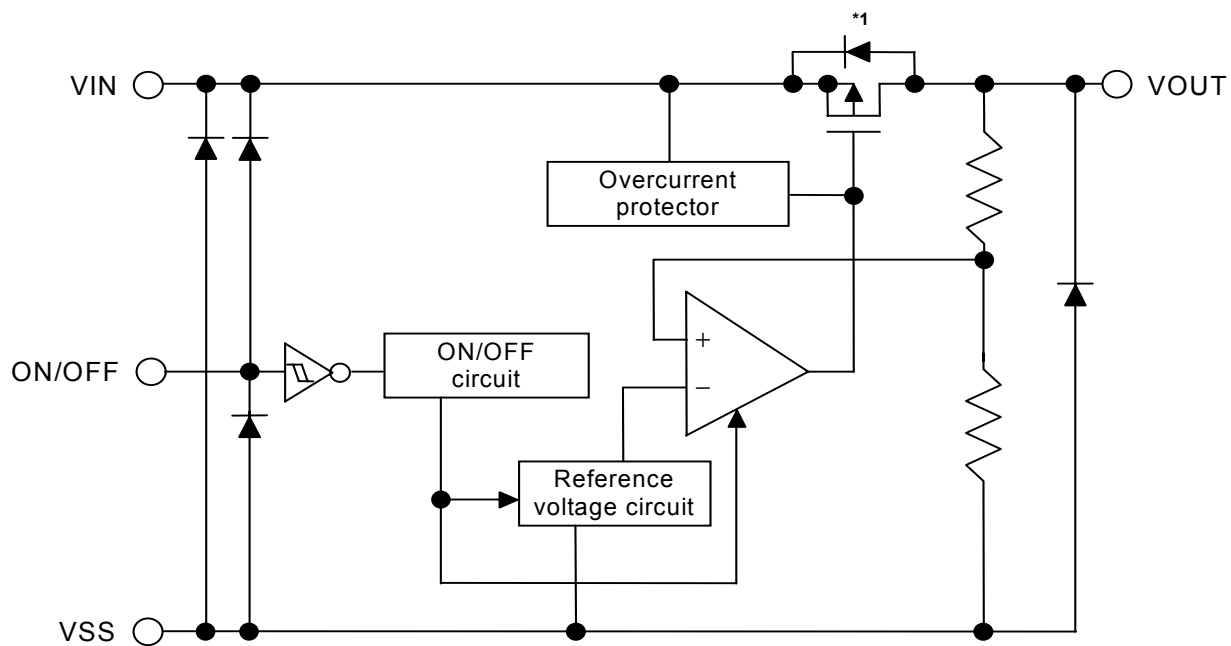 *1
VIN
VOUT
Overcurrent
protector
+
−
ON/OFF
ON/OFF
circuit
Reference
voltage circuit
VSS